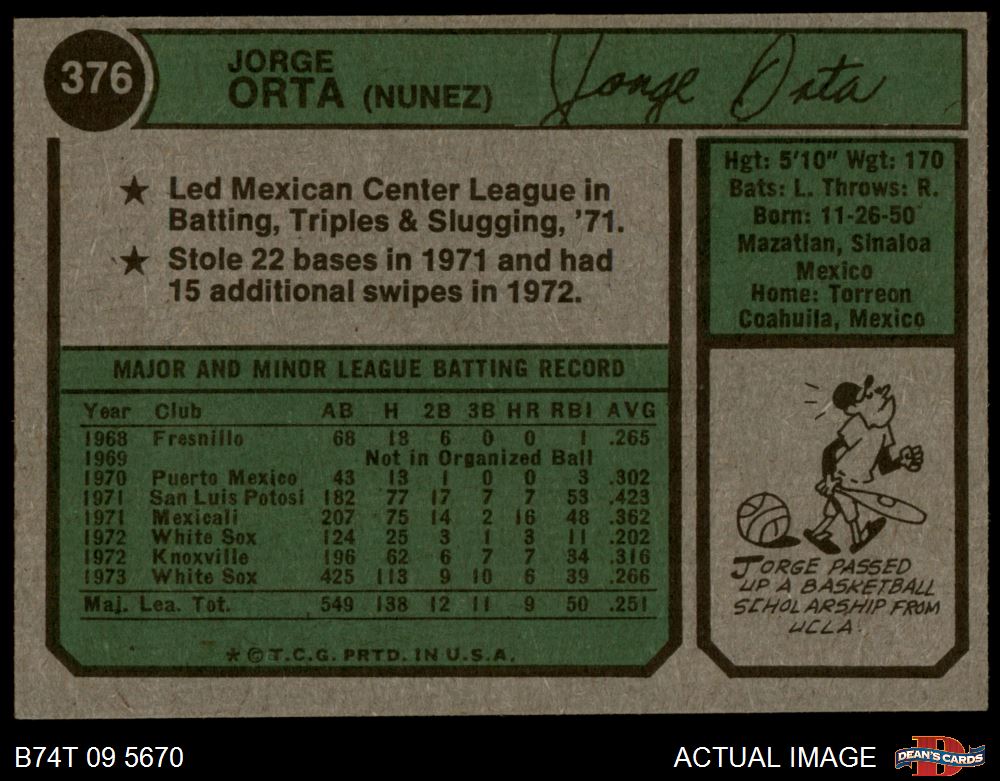 376
JORGE
ORTA (NUNEZ)
Jorge Orta
★ Led Mexican Center League in
Batting, Triples & Slugging, '71.
★ Stole 22 bases in 1971 and had
15 additional swipes in 1972.
Hgt: 5'10" Wgt: 170
Bats: L. Throws: R.
Born: 11-26-50
Mazatlan, Sinaloa
Mexico
Home: Torreon
Coahuila, Mexico
MAJOR AND MINOR LEAGUE BATTING RECORD
Year Club AB H 2B 3B HR RBI AVG
1968 Fresnillo 68 18 6 0 0 1 .265
1969 Not in Organized Ball
1970 Puerto Mexico 43 13 1 0 0 3 .302
1971 San Luis Potosi 182 77 17 7 7 53 .423
1971 Mexicali 207 75 14 2 16 48 .362
1972 White Sox 124 25 3 1 3 11 .202
1972 Knoxville 196 62 6 7 7 34 .316
1973 White Sox 425 113 9 10 6 39 .266
Maj. Lea. Tot. 549 138 12 11 9 50 .251
★ © T.C.G. PRTD. IN U.S.A.
JORGE PASSED
UP A BASKETBALL
SCHOLARSHIP FROM
UCLA.
B74T 09 5670
ACTUAL IMAGE
D
DEAN'S CARDS